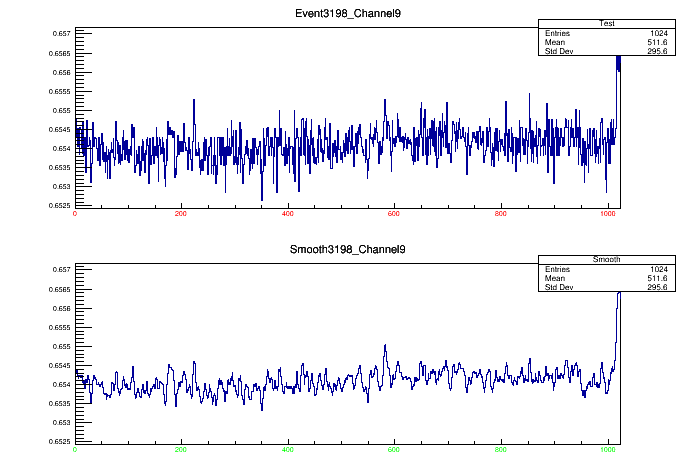 Event3198_Channel9
Test
Entries 1024
Mean 511.6
Std Dev 295.6
0.657
0.6565
0.656
0.6555
0.655
0.6545
0.654
0.6535
0.653
0.6525
0 200 400 600 800 1000
Smooth3198_Channel9
Smooth
Entries 1024
Mean 511.6
Std Dev 295.6
0.657
0.6565
0.656
0.6555
0.655
0.6545
0.654
0.6535
0.653
0.6525
0 200 400 600 800 1000